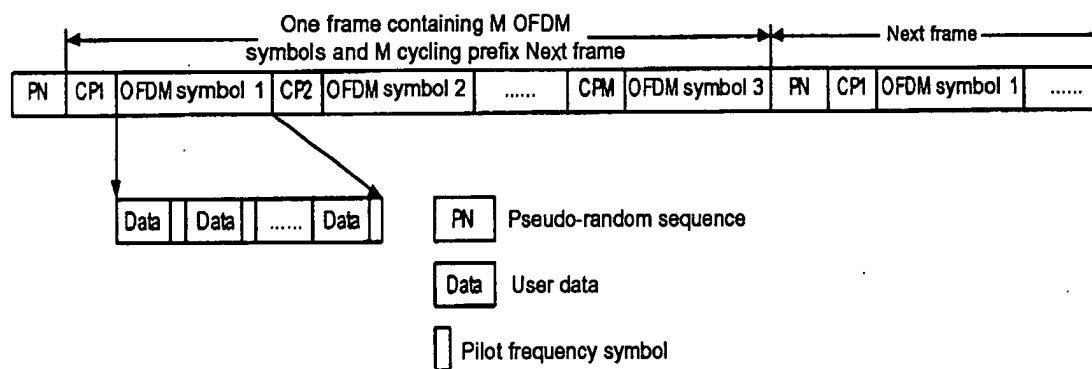 One frame containing M OFDM
symbols and M cycling prefix Next frame
Next frame
PN CP1 OFDM symbol 1 CP2 OFDM symbol 2 ...... CPM OFDM symbol 3 PN CP1 OFDM symbol 1 ......
Data Data ...... Data
PN Pseudo-random sequence
Data User data
Pilot frequency symbol